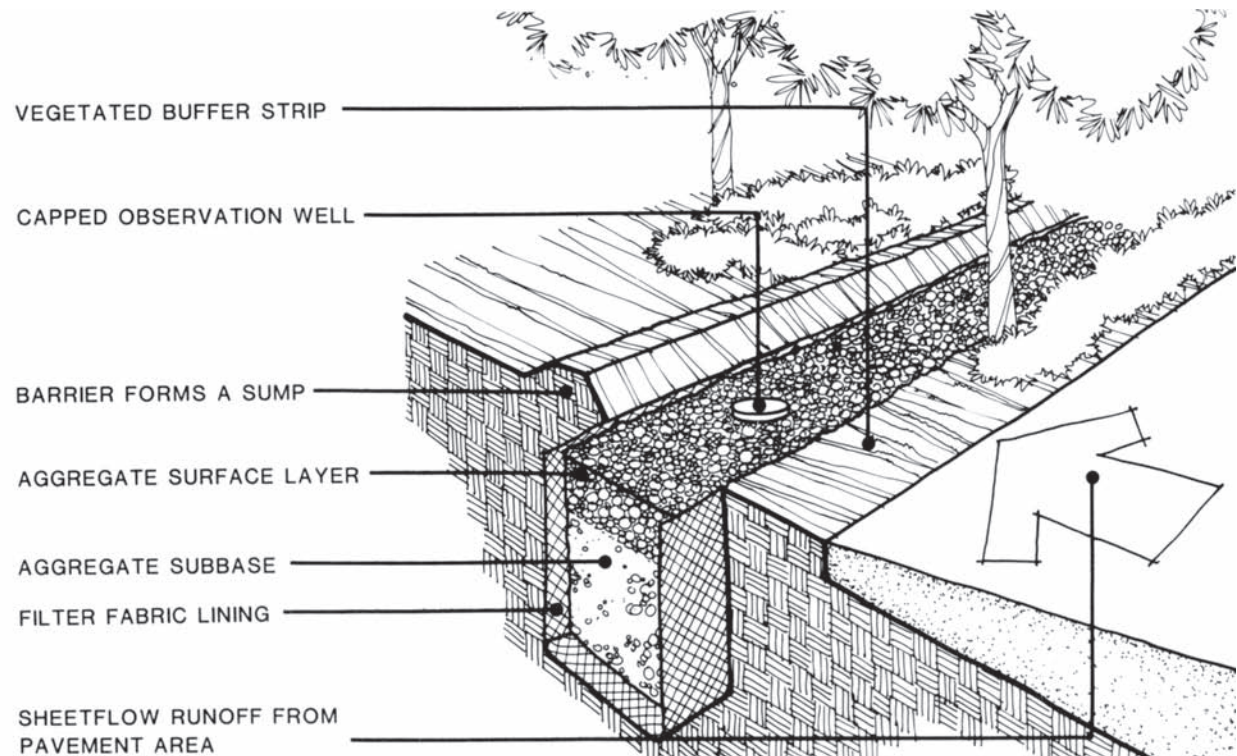 VEGETATED BUFFER STRIP
CAPPED OBSERVATION WELL
BARRIER FORMS A SUMP
AGGREGATE SURFACE LAYER
AGGREGATE SUBBASE
FILTER FABRIC LINING
SHEETFLOW RUNOFF FROM
PAVEMENT AREA